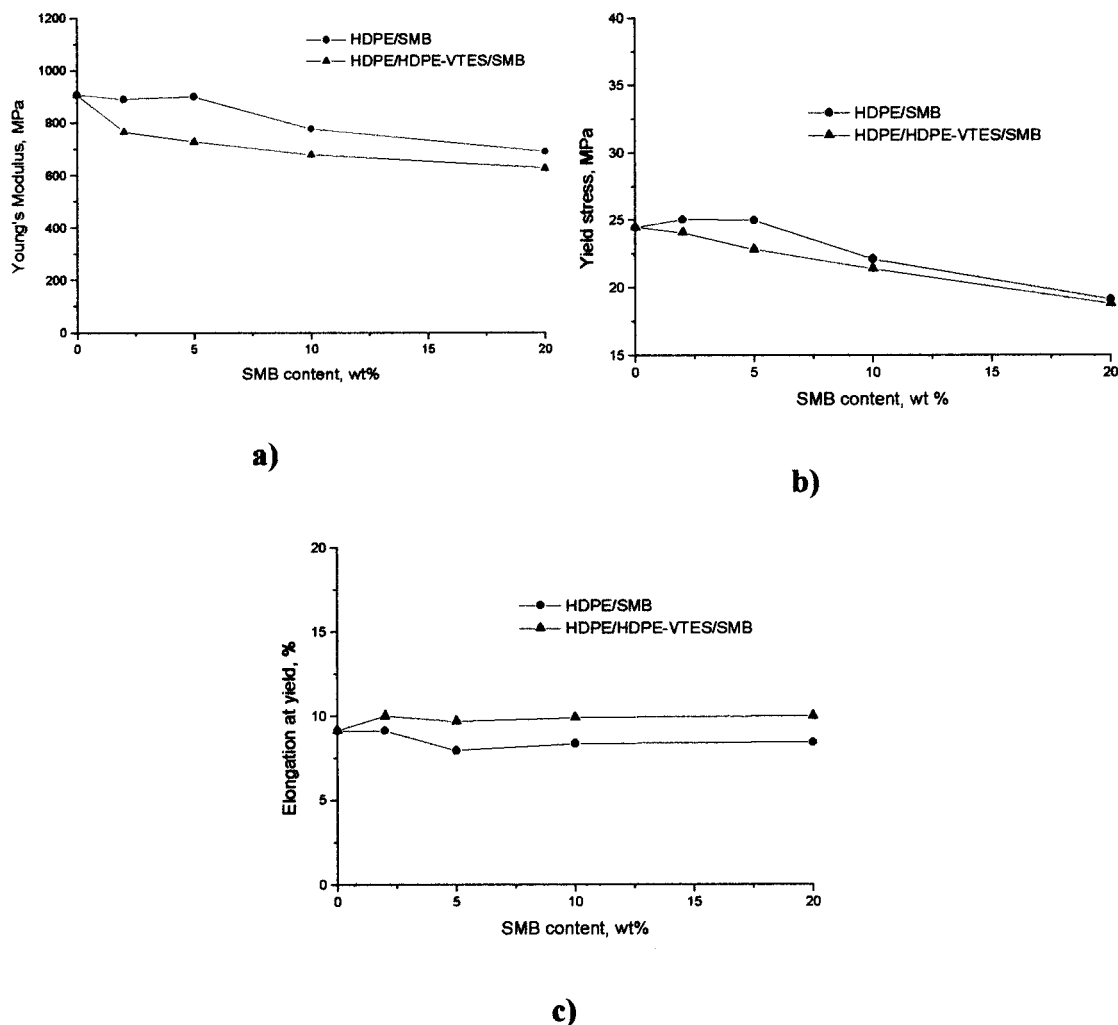 1200
1000
800
600
400
200
0
Young's Modulus, MPa
HDPE/SMB
HDPE/HDPE-VTES/SMB
0 5 10 15 20
SMB content, wt%
a)
40
35
30
25
20
15
Yield stress, MPa
HDPE/SMB
HDPE/HDPE-VTES/SMB
0 5 10 15 20
SMB content, wt %
b)
20
15
10
5
0
Elongation at yield, %
HDPE/SMB
HDPE/HDPE-VTES/SMB
0 5 10 15 20
SMB content, wt%
c)